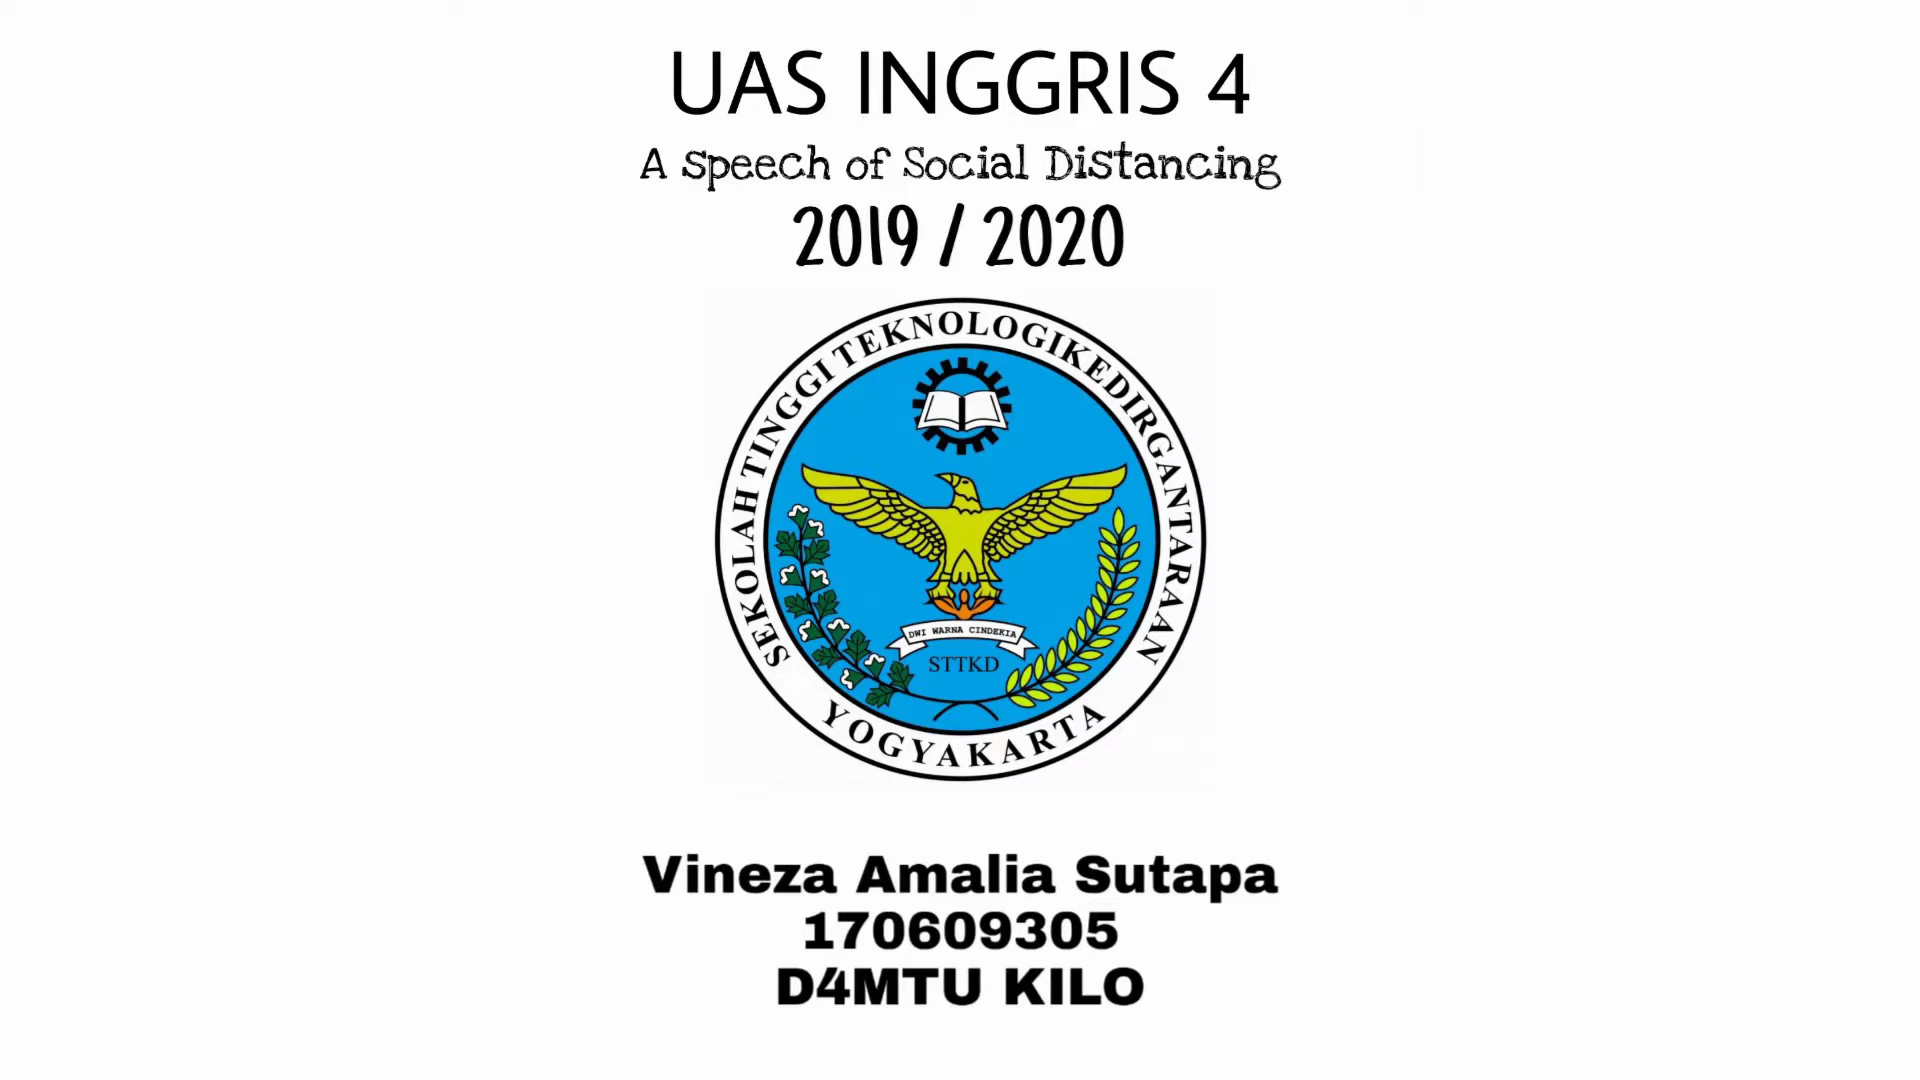 UAS INGGRIS 4
A Speech of Social Distancing
2019 / 2020
SEKOLAH TINGGI TEKNOLOGI KEDIRGANTARAAN
DWI WARNA CINDEKIA
STTKD
YOGYAKARTA
Vineza Amalia Sutapa
170609305
D4MTU KILO